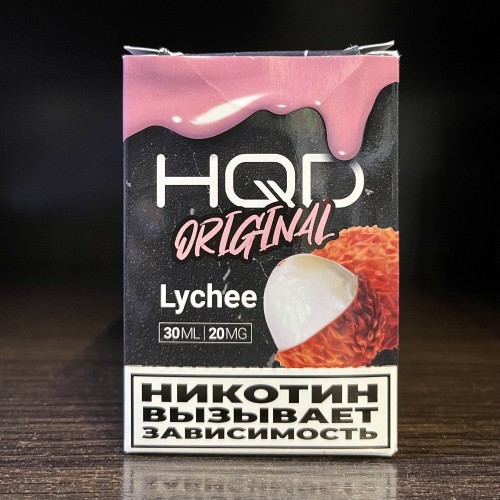 HQD
ORIGINAL
Lychee
30ML | 20MG
НИКОТИН
ВЫЗЫВАЕТ
ЗАВИСИМОСТЬ